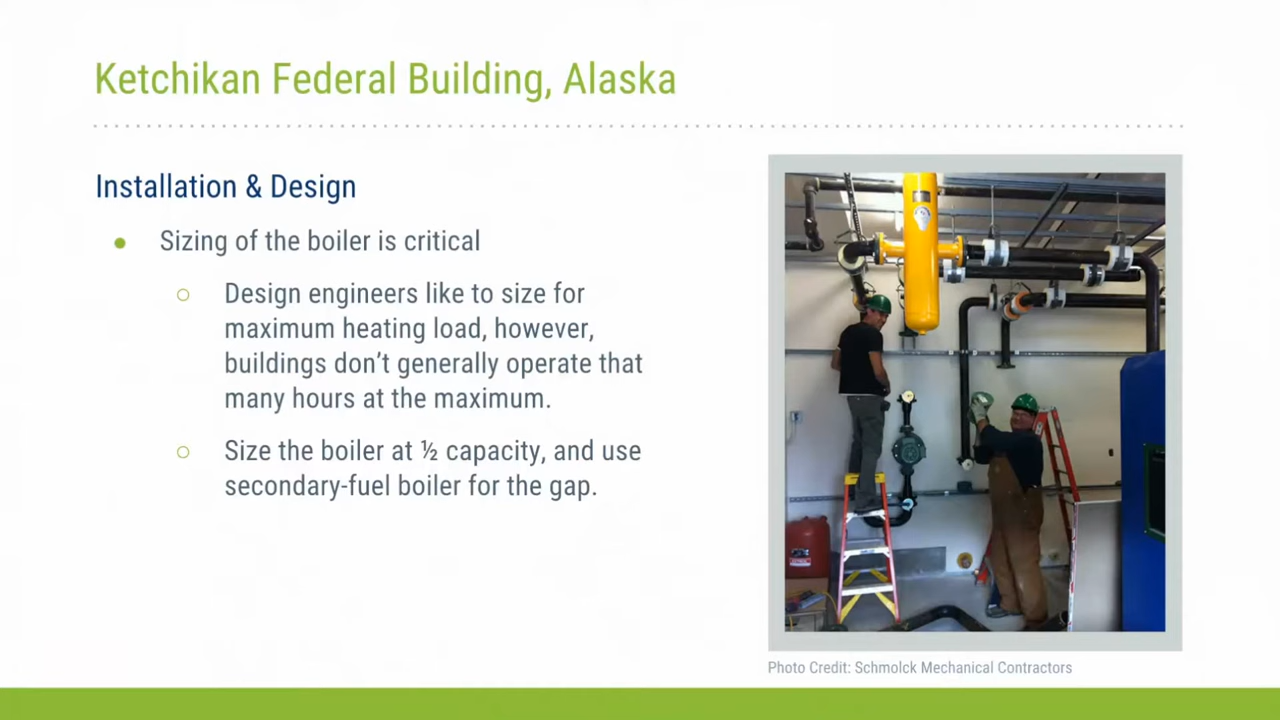 Ketchikan Federal Building, Alaska
Installation & Design
Sizing of the boiler is critical
Design engineers like to size for
maximum heating load, however,
buildings don’t generally operate that
many hours at the maximum.
Size the boiler at ½ capacity, and use
secondary-fuel boiler for the gap.
Photo Credit: Schmolck Mechanical Contractors